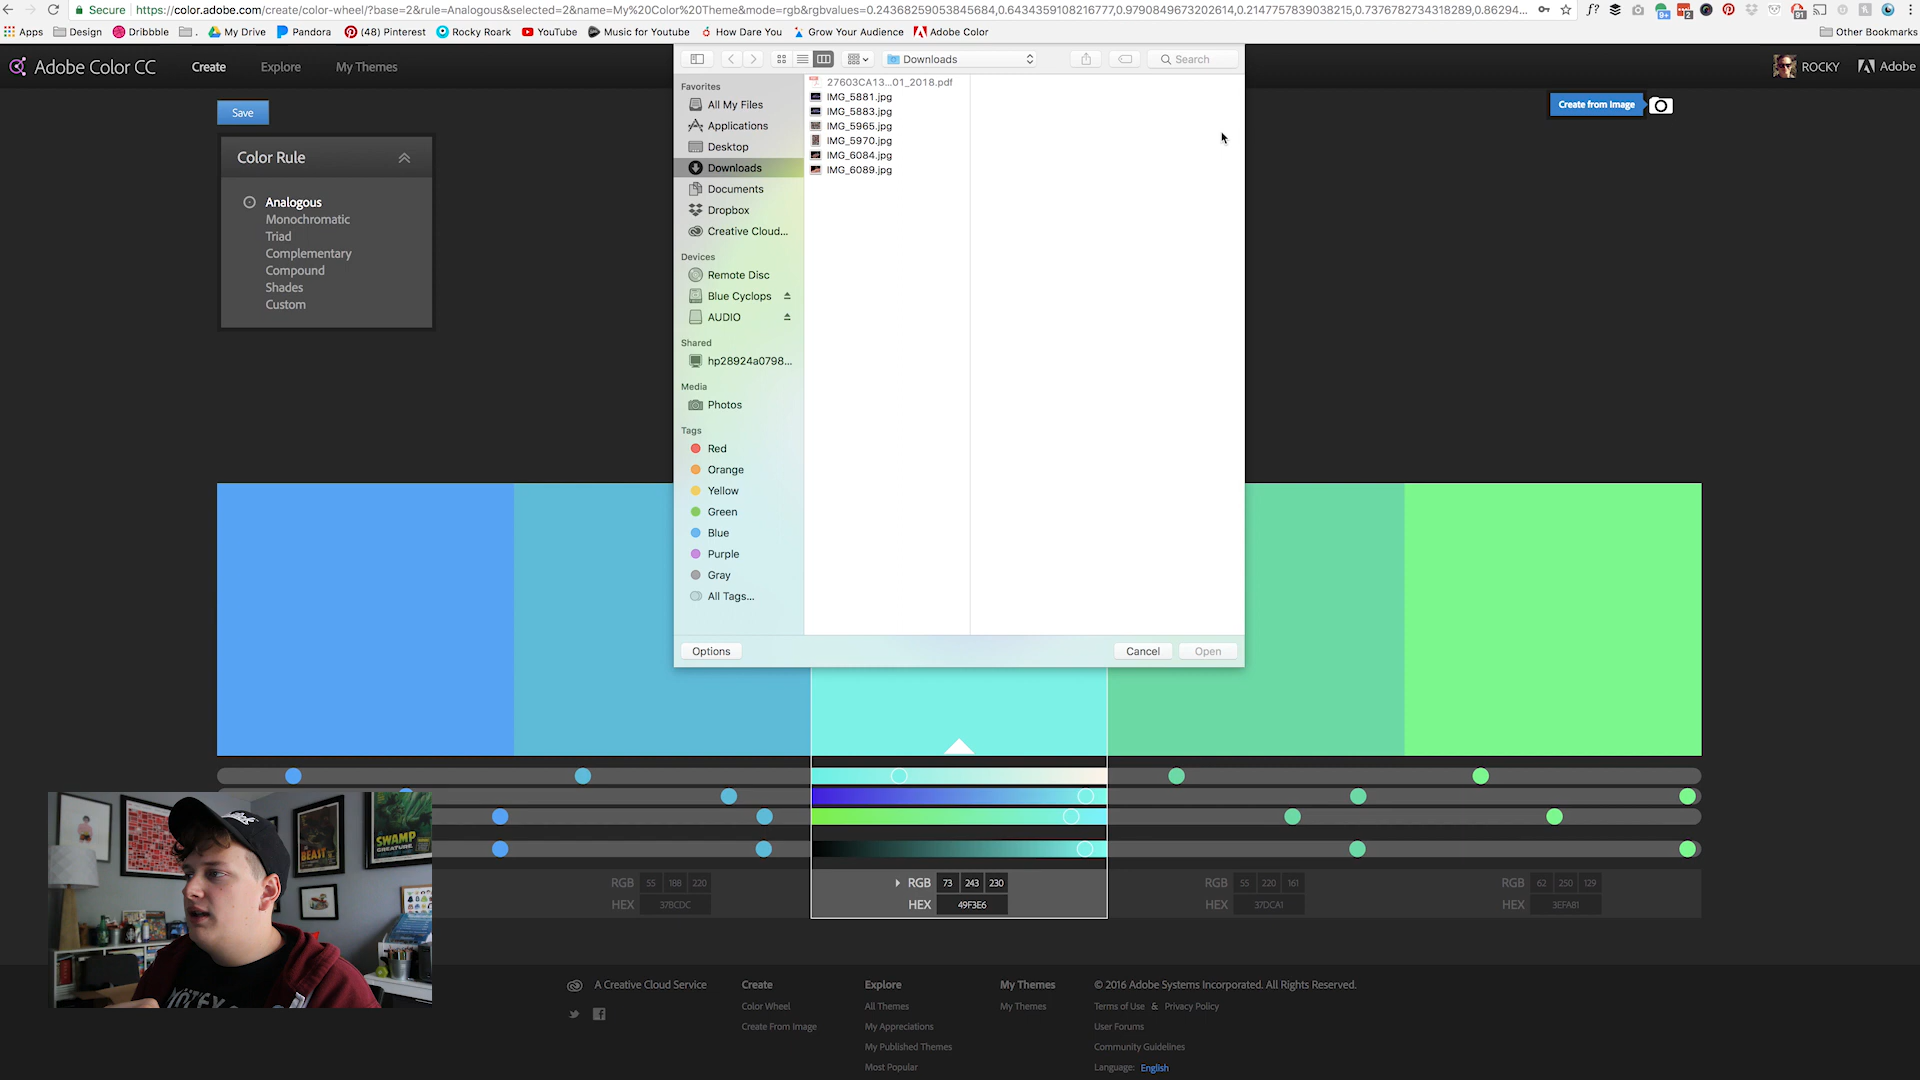 Secure https://color.adobe.com/create/color-wheel/?base=2&rule=Analogous&selected=2&name=My%20Color%20Theme&mode=rgb&rgbvalues=0.24368259053845684,0.6434359108216777,0.9790849673202614,0.2147757839038215,0.7376782734318289,0.86294...
Apps Design Dribbble My Drive Pandora (48) Pinterest Rocky Roark YouTube Music for Youtube How Dare You Grow Your Audience Adobe Color Other Bookmarks
Adobe Color CC Create Explore My Themes ROCKY Adobe
Downloads
Search
Save
Create from Image
Color Rule
Analogous
Monochromatic
Triad
Complementary
Compound
Shades
Custom
Favorites
All My Files
Applications
Desktop
Downloads
Documents
Dropbox
Creative Cloud...
Devices
Remote Disc
Blue Cyclops
AUDIO
Shared
hp28924a0798...
Media
Photos
Tags
Red
Orange
Yellow
Green
Blue
Purple
Gray
All Tags...
27603CA13...01_2018.pdf
IMG_5881.jpg
IMG_5883.jpg
IMG_5965.jpg
IMG_5970.jpg
IMG_6084.jpg
IMG_6089.jpg
Options Cancel Open
RGB 55 188 220
HEX 37BCDC
RGB 73 243 230
HEX 49F3E6
RGB 55 220 161
HEX 37DCA1
RGB 62 250 129
HEX 3EFA81
BEAST
SWAMP
CREATURE
A Creative Cloud Service
Create
Color Wheel
Create From Image
Explore
All Themes
My Appreciations
My Published Themes
Most Popular
My Themes
My Themes
© 2016 Adobe Systems Incorporated. All Rights Reserved.
Terms of Use & Privacy Policy
User Forums
Community Guidelines
Language: English